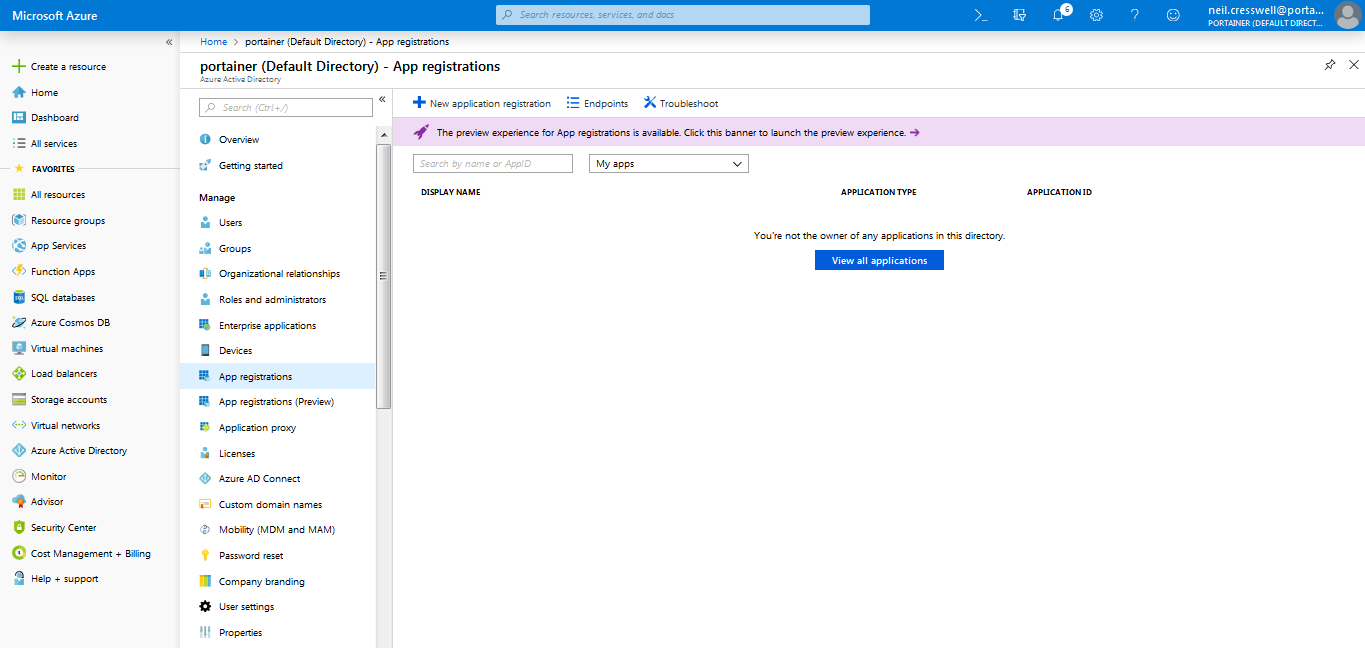 Microsoft Azure
Search resources, services, and docs
6
neil.cresswell@porta...
PORTAINER (DEFAULT DIRECT...
Home > portainer (Default Directory) - App registrations
portainer (Default Directory) - App registrations
Azure Active Directory
Create a resource
Home
Dashboard
All services
FAVORITES
All resources
Resource groups
App Services
Function Apps
SQL databases
Azure Cosmos DB
Virtual machines
Load balancers
Storage accounts
Virtual networks
Azure Active Directory
Monitor
Advisor
Security Center
Cost Management + Billing
Help + support
Search (Ctrl+/)
Overview
Getting started
Manage
Users
Groups
Organizational relationships
Roles and administrators
Enterprise applications
Devices
App registrations
App registrations (Preview)
Application proxy
Licenses
Azure AD Connect
Custom domain names
Mobility (MDM and MAM)
Password reset
Company branding
User settings
Properties
New application registration Endpoints Troubleshoot
The preview experience for App registrations is available. Click this banner to launch the preview experience. →
Search by name or AppID My apps
DISPLAY NAME APPLICATION TYPE APPLICATION ID
You're not the owner of any applications in this directory.
View all applications